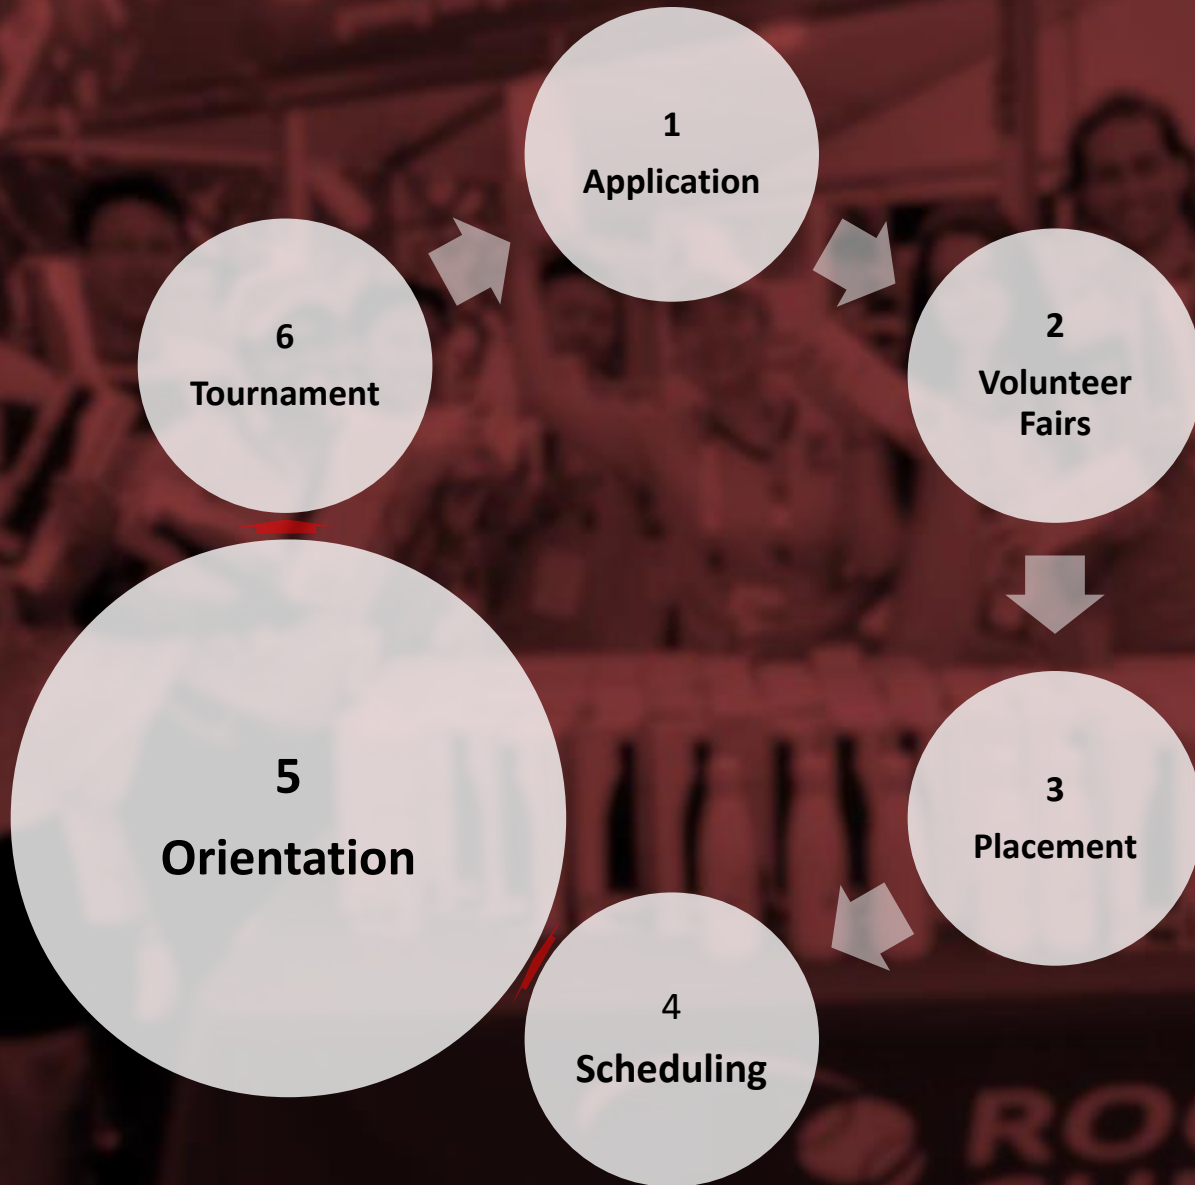 1
Application
2
Volunteer
Fairs
3
Placement
4
Scheduling
5
Orientation
6
Tournament